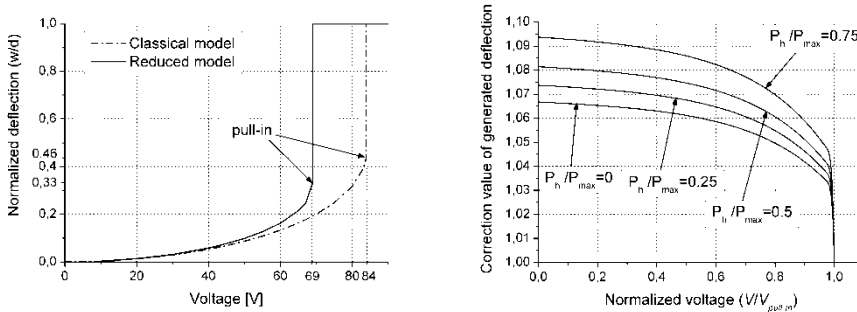 Normalized deflection (w/d)
1,0
0,8
0,6
0,46
0,4
0,33
0,2
0,0
Classical model
Reduced model
pull-in
0
20
40
60
69
80
84
Voltage [V]
Correction value of generated deflection
1,10
1,09
1,08
1,07
1,06
1,05
1,04
1,03
1,02
1,01
1,00
Ph/Pmax=0.75
Ph/Pmax=0
Ph/Pmax=0.25
Ph/Pmax=0.5
0,0
0,2
0,4
0,6
0,8
1,0
Normalized voltage (V/Vpull in)